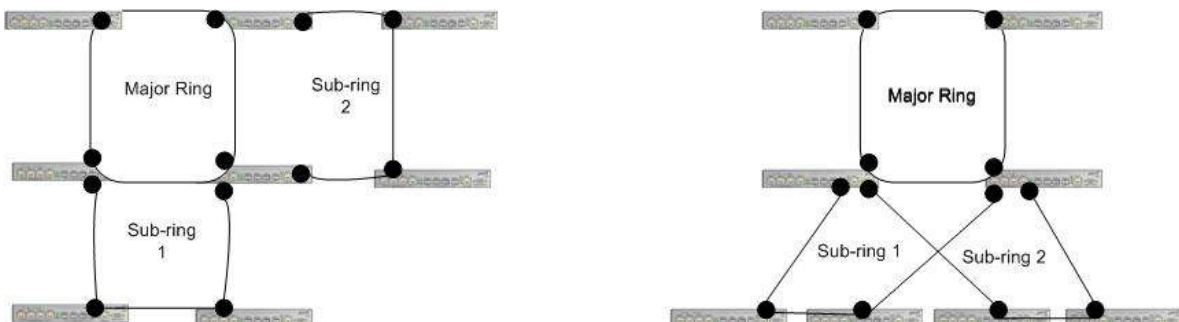 Major Ring
Sub-ring
2
Sub-ring
1
Major Ring
Sub-ring 1
Sub-ring 2